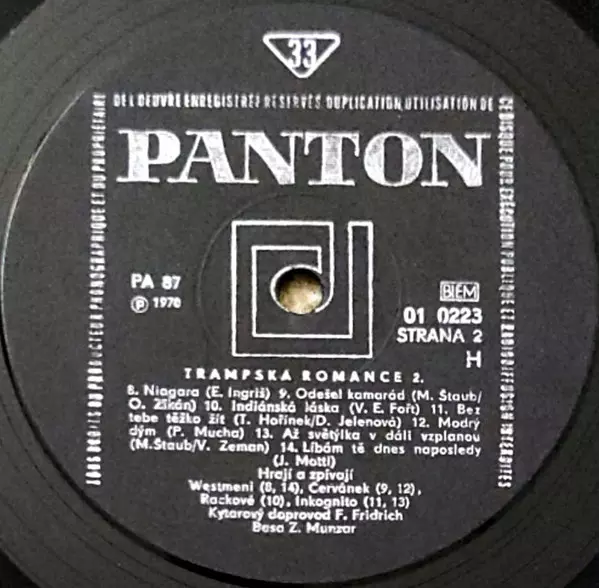 33
DE L'OEUVRE ENREGISTRÉE RÉSERVÉS DUPLICATION, UTILISATION DE
CE DISQUE POUR EXÉCUTION PUBLIQUE ET RADIODIFFUSION INTERDITES
TOUS DROITS DU PRODUCTEUR PHONOGRAPHIQUE ET DU PROPRIÉTAIRE
PANTON
PA 87
Ⓟ 1970
BIEM
01 0223
STRANA 2
H
TRAMPSKÁ ROMANCE 2.
8. Niagara (E. Ingriš) 9. Odešel kamarád (M. Štaub/
O. Zikán) 10. Indiánská láska (V. E. Fořt) 11. Bez
tebe těžko žít (T. Hořínek/D. Jelenová) 12. Modrý
dým (P. Mucha) 13. Až světýlka v dáli vzplanou
(M. Štaub/V. Zeman) 14. Líbám tě dnes naposledy
(J. Mottl)
Hrají a zpívají
Westmeni (8, 14), Červánek (9, 12),
Rackové (10), Inkognito (11, 13)
Kytarový doprovod F. Fridrich
Basa Z. Munzar